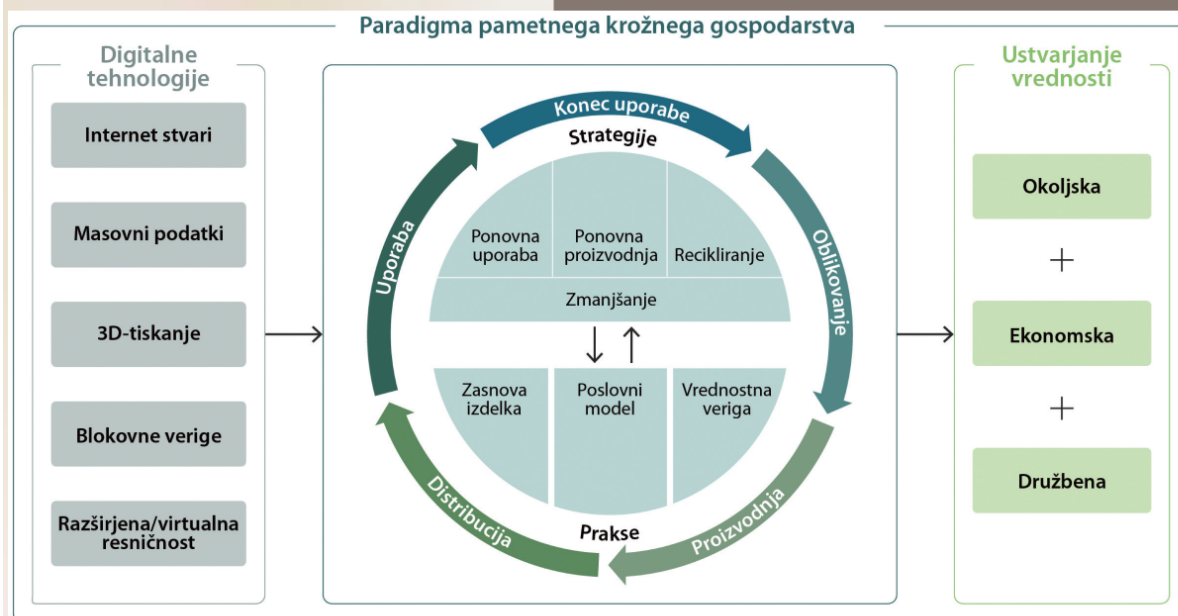 Paradigma pametnega krožnega gospodarstva
Digitalne
tehnologije
Internet stvari
Masovni podatki
3D-tiskanje
Blokovne verige
Razširjena/virtualna
resničnost
Konec uporabe
Oblikovanje
Proizvodnja
Distribucija
Uporaba
Strategije
Ponovna
uporaba
Ponovna
proizvodnja
Recikliranje
Zmanjšanje
Zasnova
izdelka
Poslovni
model
Vrednostna
veriga
Prakse
Ustvarjanje
vrednosti
Okoljska
+
Ekonomska
+
Družbena